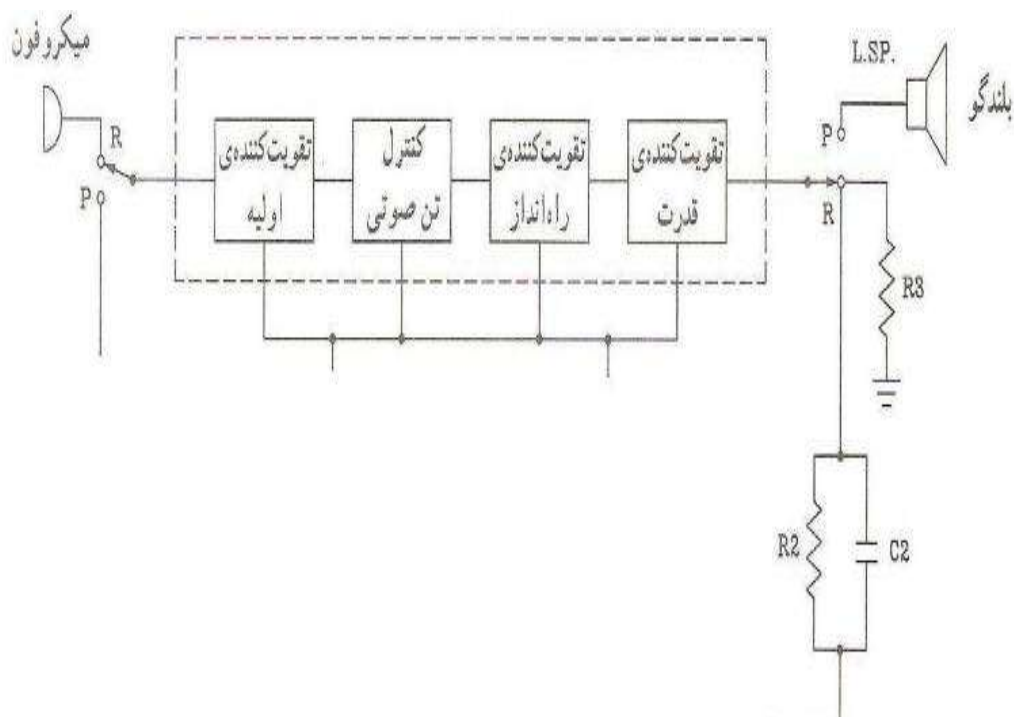 میکروفون
R
P
تقویت‌کننده‌ی
اولیه
کنترل
تن صوتی
تقویت‌کننده‌ی
راه‌انداز
تقویت‌کننده‌ی
قدرت
L.SP.
بلندگو
P
R
R3
R2
C2